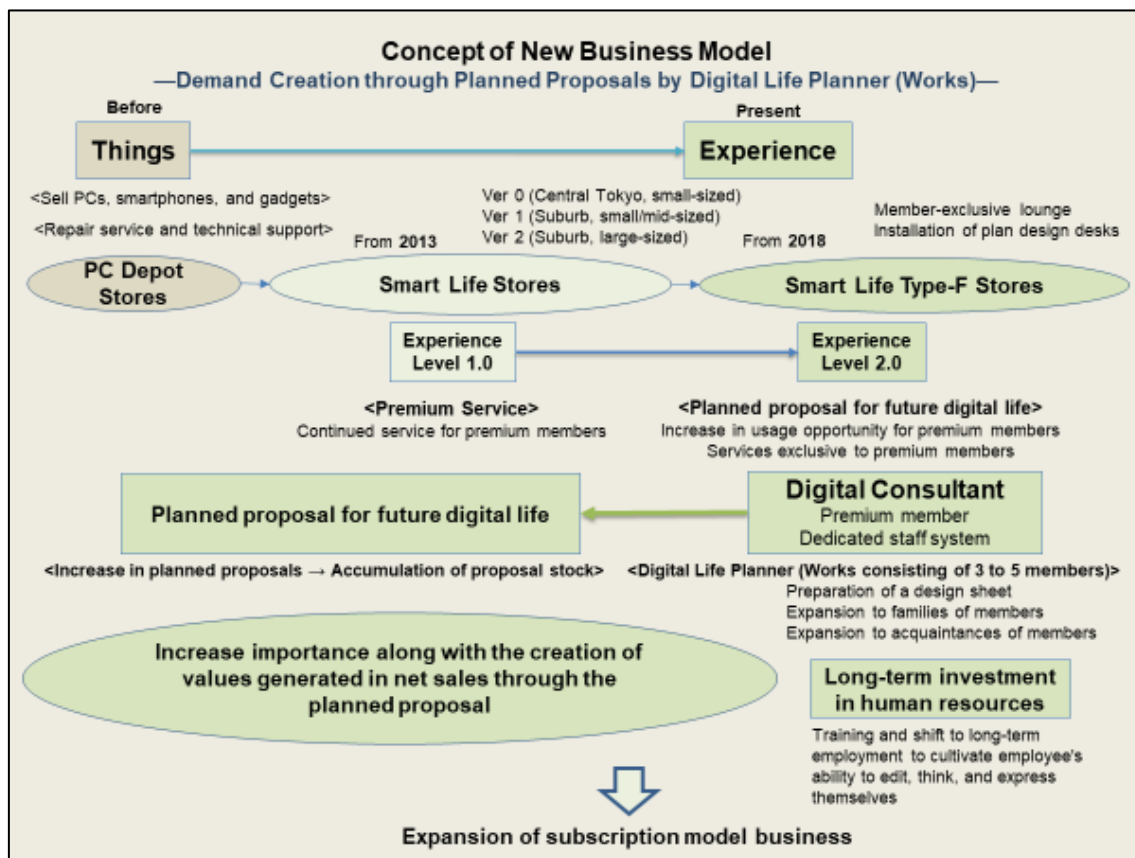 Concept of New Business Model
—Demand Creation through Planned Proposals by Digital Life Planner (Works)—
Before
Present
Things
Experience
<Sell PCs, smartphones, and gadgets>
<Repair service and technical support>
Ver 0 (Central Tokyo, small-sized)
Ver 1 (Suburb, small/mid-sized)
Ver 2 (Suburb, large-sized)
Member-exclusive lounge
Installation of plan design desks
From 2013
From 2018
PC Depot
Stores
Smart Life Stores
Smart Life Type-F Stores
Experience
Level 1.0
Experience
Level 2.0
<Premium Service>
Continued service for premium members
<Planned proposal for future digital life>
Increase in usage opportunity for premium members
Services exclusive to premium members
Planned proposal for future digital life
Digital Consultant
Premium member
Dedicated staff system
<Increase in planned proposals → Accumulation of proposal stock>
<Digital Life Planner (Works consisting of 3 to 5 members)>
Preparation of a design sheet
Expansion to families of members
Expansion to acquaintances of members
Increase importance along with the creation of
values generated in net sales through the
planned proposal
Long-term investment
in human resources
Training and shift to long-term
employment to cultivate employee's
ability to edit, think, and express
themselves
Expansion of subscription model business